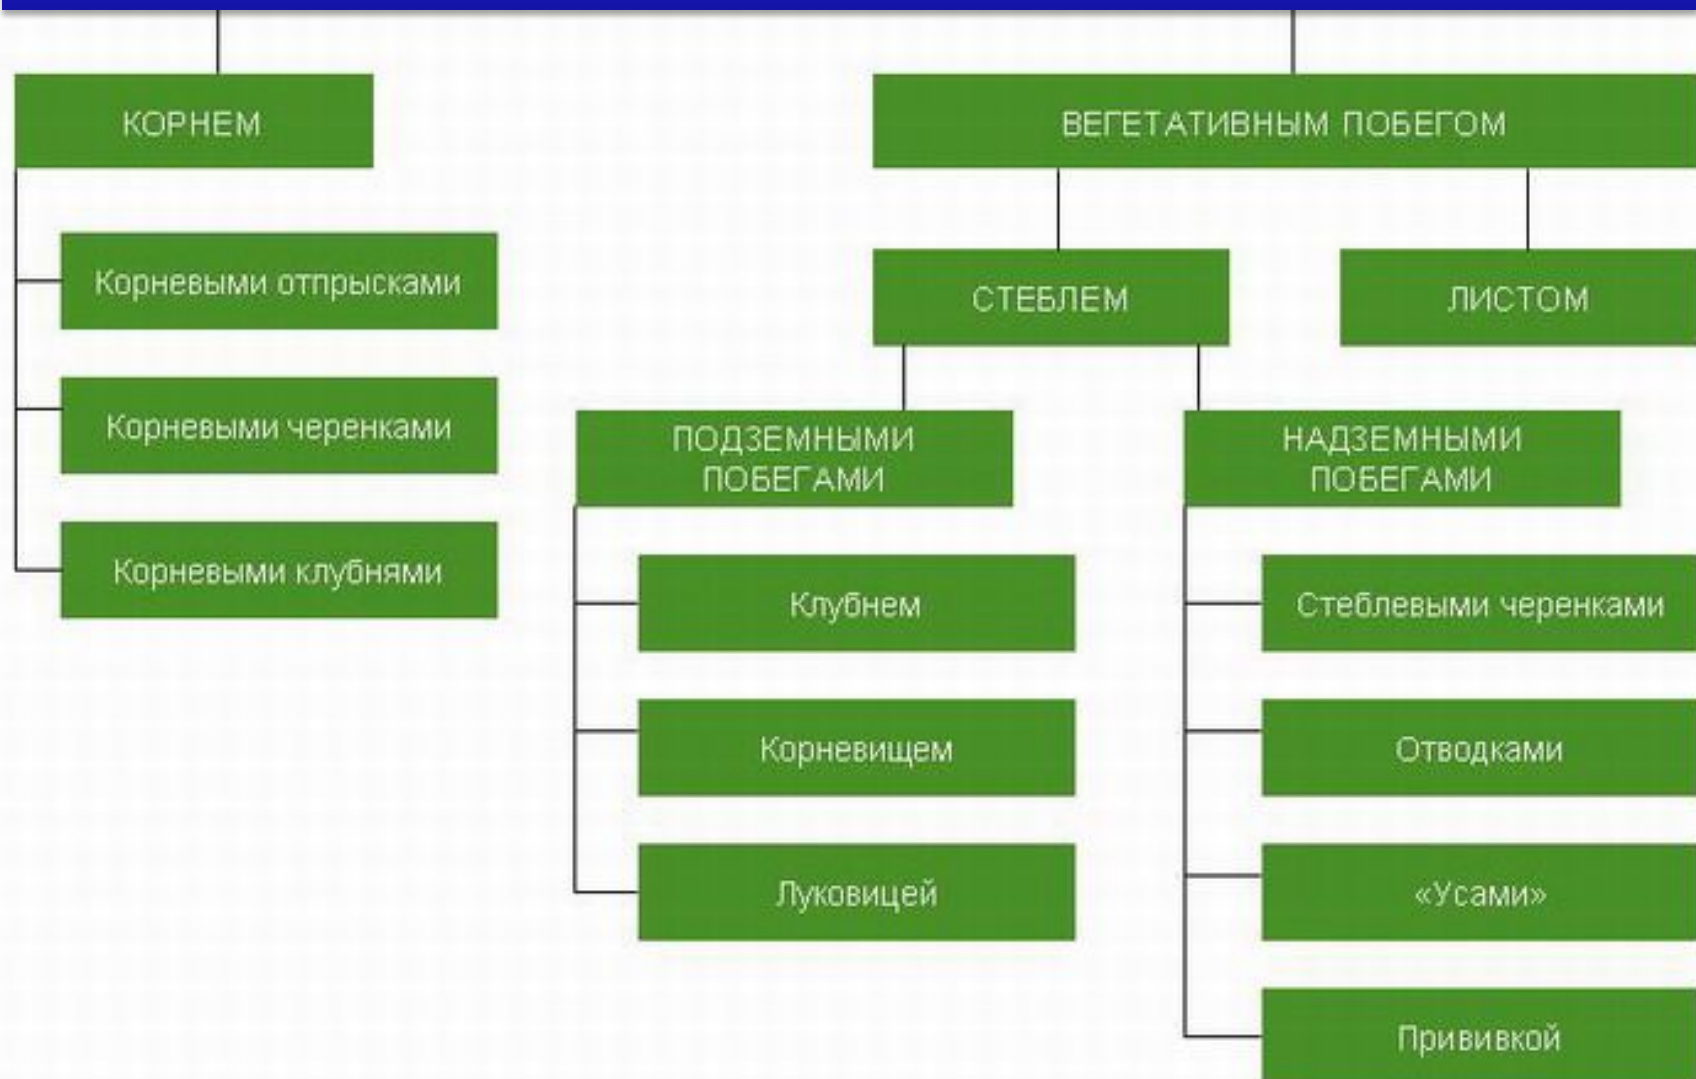 КОРНЕМ
Корневыми отпрысками
Корневыми черенками
Корневыми клубнями
ВЕГЕТАТИВНЫМ ПОБЕГОМ
СТЕБЛЕМ
ЛИСТОМ
ПОДЗЕМНЫМИ
ПОБЕГАМИ
Клубнем
Корневищем
Луковицей
НАДЗЕМНЫМИ
ПОБЕГАМИ
Стеблевыми черенками
Отводками
«Усами»
Прививкой